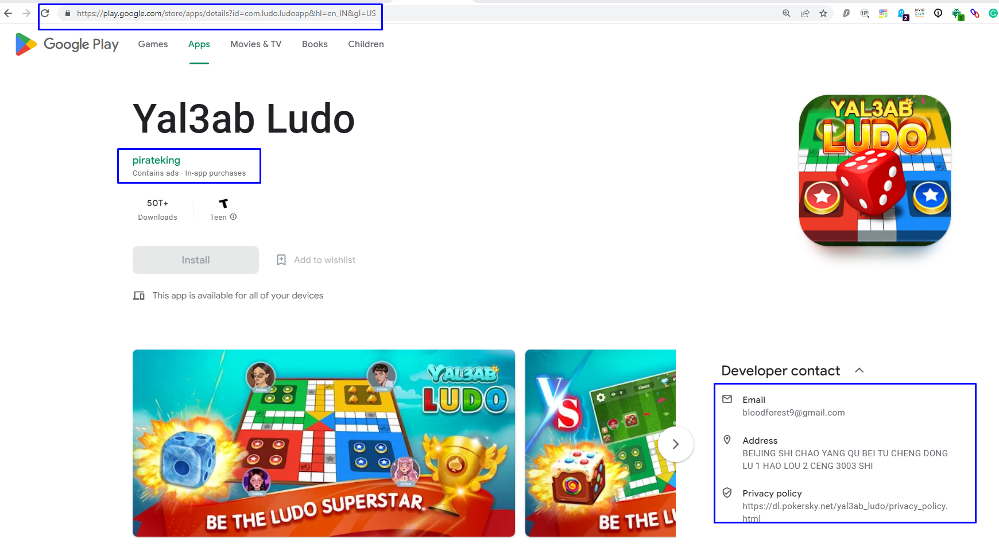 https://play.google.com/store/apps/details?id=com.ludo.ludoapp&hl=en_IN&gl=US
Google Play
Games
Apps
Movies & TV
Books
Children
Yal3ab Ludo
pirateking
Contains ads · In-app purchases
50T+
Downloads
T
Teen
Install
Add to wishlist
This app is available for all of your devices
YAL3AB
LUDO
YAL3AB
LUDO
BE THE LUDO SUPERSTAR
VS
Classic
BE THE LU
Developer contact
Email
bloodforest9@gmail.com
Address
BEIJING SHI CHAO YANG QU BEI TU CHENG DONG
LU 1 HAO LOU 2 CENG 3003 SHI
Privacy policy
https://dl.pokersky.net/yal3ab_ludo/privacy_policy.
html